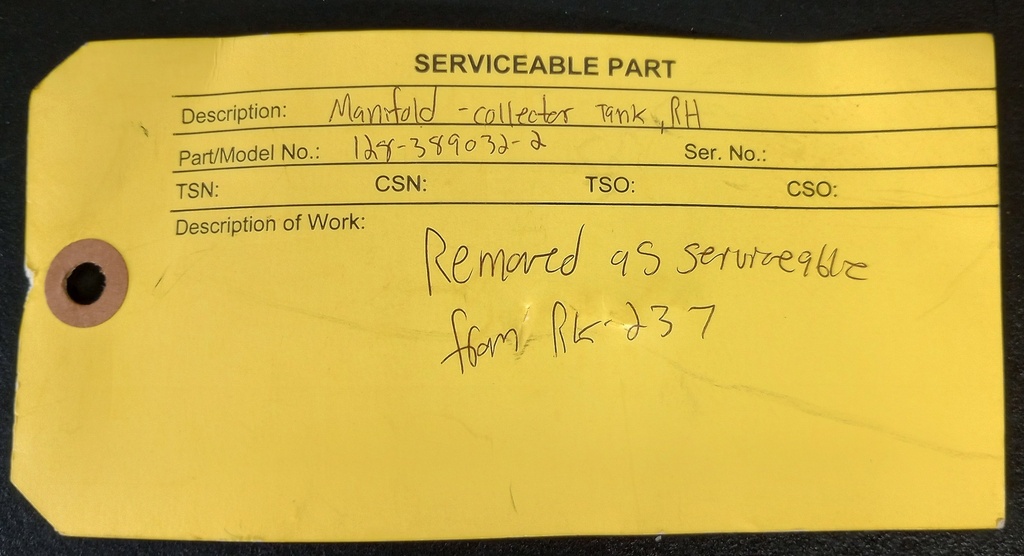 SERVICEABLE PART
Description: Manifold - collector Tank, RH
Part/Model No.: 128-389032-2 Ser. No.:
TSN: CSN: TSO: CSO:
Description of Work:
Removed as serviceable
from RK-237